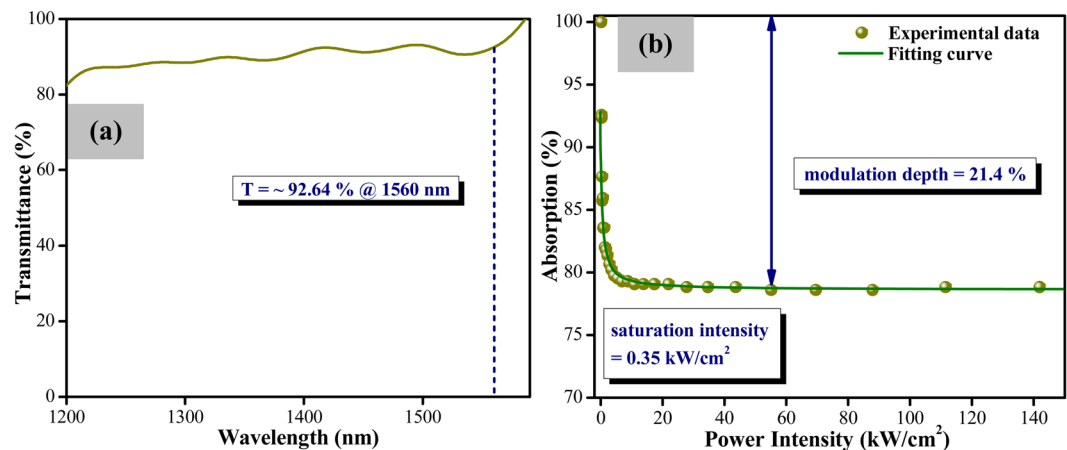 100
80
60
40
20
0
Transmittance (%)
(a)
T = ~ 92.64 % @ 1560 nm
1200
1300
1400
1500
Wavelength (nm)
100
95
90
85
80
75
70
Absorption (%)
(b)
Experimental data
Fitting curve
modulation depth = 21.4 %
saturation intensity
= 0.35 kW/cm²
0
20
40
60
80
100
120
140
Power Intensity (kW/cm²)